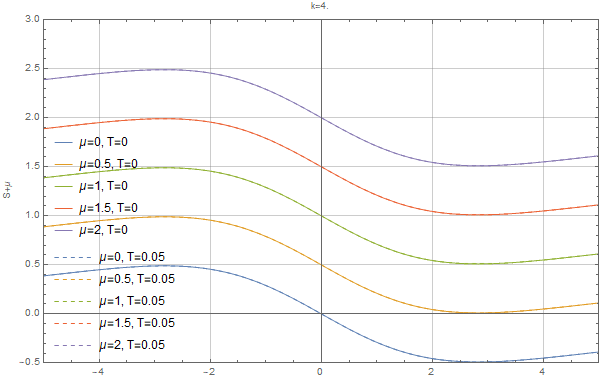 k=4.
3.0
2.5
2.0
μ=0, T=0
1.5
μ=0.5, T=0
μ=1, T=0
S+μ
μ=1.5, T=0
1.0
μ=2, T=0
μ=0, T=0.05
0.5
μ=0.5, T=0.05
μ=1, T=0.05
0.0
μ=1.5, T=0.05
μ=2, T=0.05
-0.5
-4
-2
0
2
4